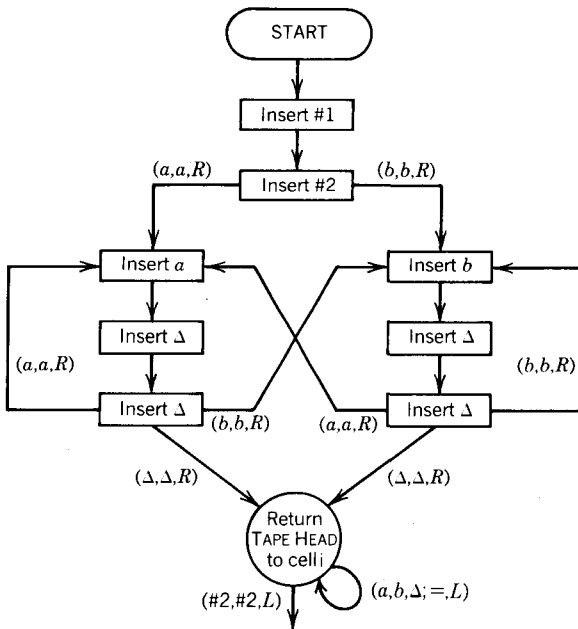 START
Insert #1
(a,a,R)
Insert #2
(b,b,R)
Insert a
Insert b
Insert Δ
Insert Δ
(a,a,R)
(b,b,R)
Insert Δ
(b,b,R)
(a,a,R)
Insert Δ
(Δ,Δ,R)
(Δ,Δ,R)
Return
TAPE HEAD
to cell i
(#2,#2,L)
(a,b,Δ;=,L)